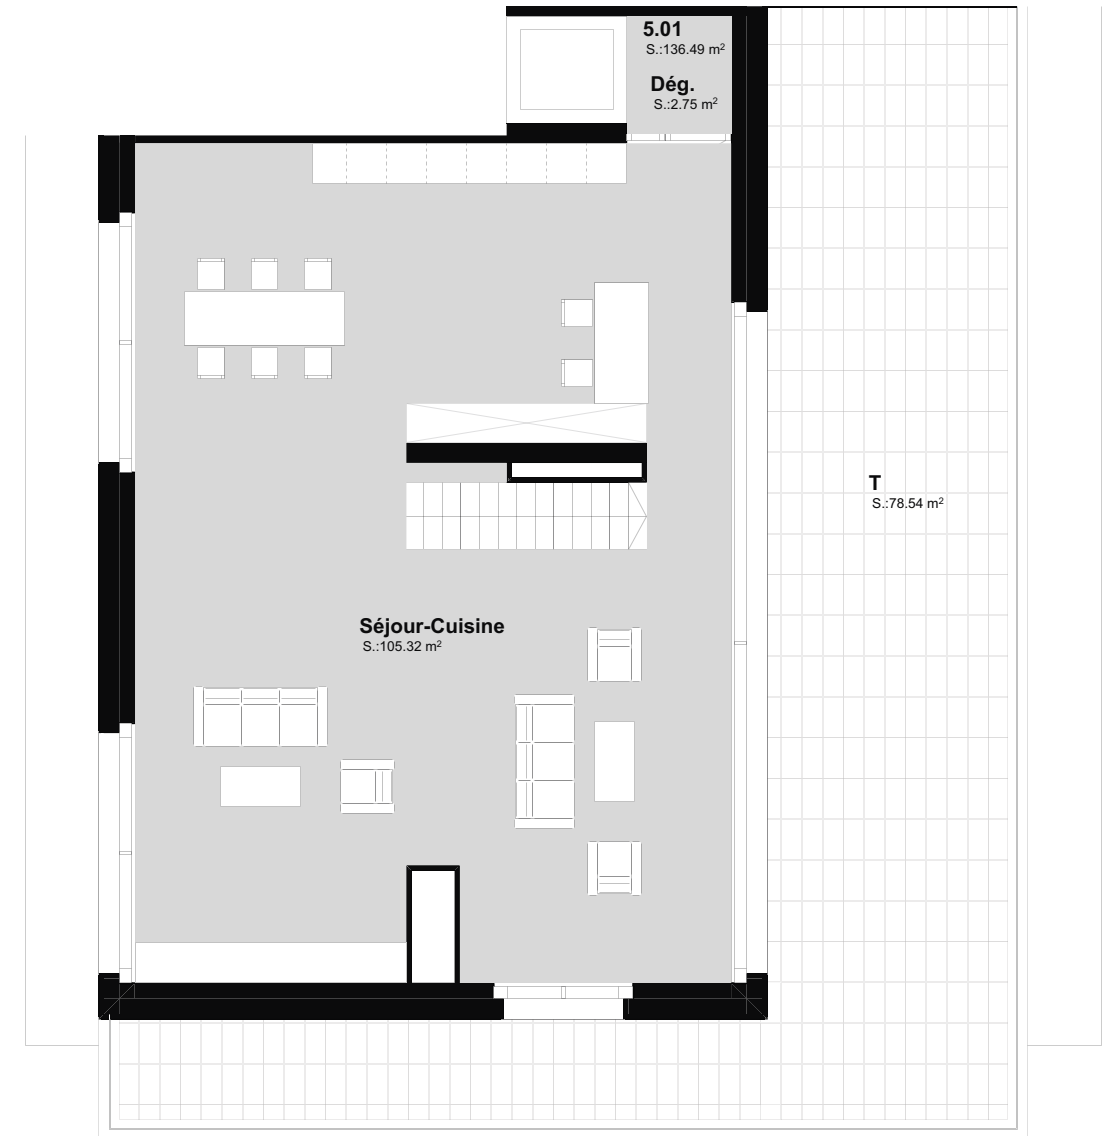 5.01
S.:136.49 m²
Dég.
S.:2.75 m²
T
S.:78.54 m²
Séjour-Cuisine
S.:105.32 m²